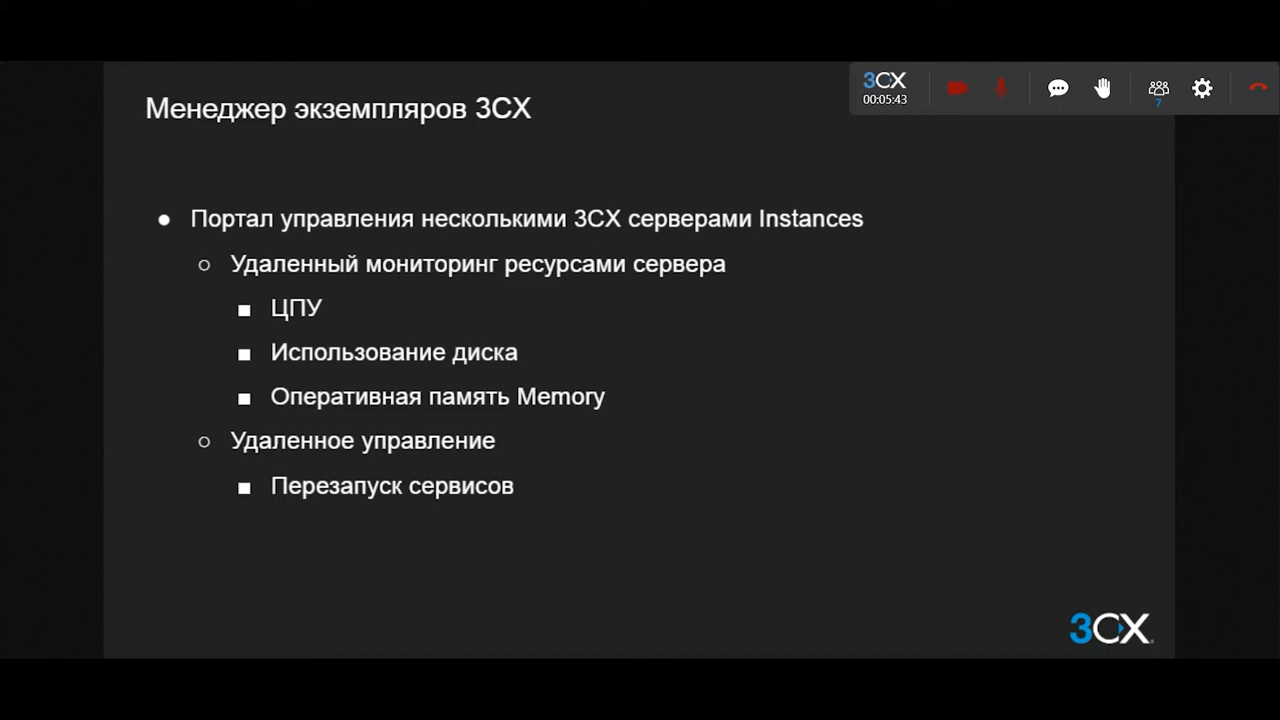 3CX
00:05:43
7
Менеджер экземпляров 3CX
Портал управления несколькими 3CX серверами Instances
Удаленный мониторинг ресурсами сервера
ЦПУ
Использование диска
Оперативная память Memory
Удаленное управление
Перезапуск сервисов
3CX